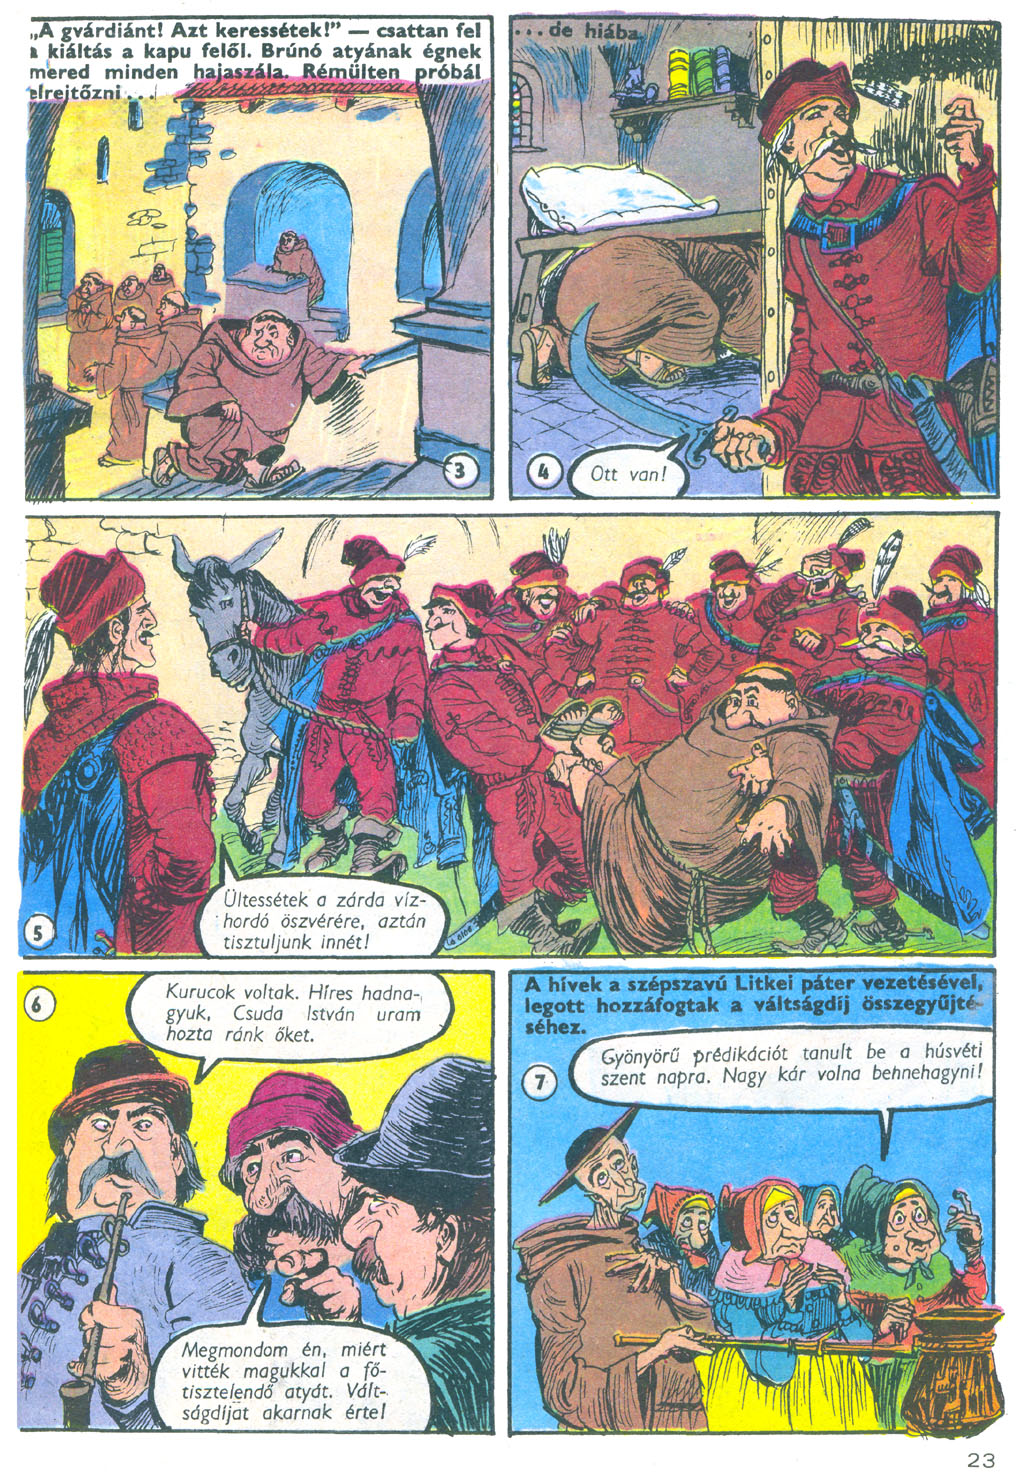 „A gvárdiánt! Azt keressétek!” — csattan fel
a kiáltás a kapu felől. Brúnó atyának égnek
mered minden hajaszála. Rémülten próbál
elrejtőzni...
3
...de hiába.
4
Ott van!
5
Ültessétek a zárda víz-
hordó öszvérére, aztán
tisztuljunk innét!
6
Kurucok voltak. Híres hadna-
gyuk, Csuda István uram
hozta ránk őket.
Megmondom én, miért
vitték magukkal a fő-
tisztelendő atyát. Vált-
ságdíjat akarnak érte!
A hívek a szépszavú Litkei páter vezetésével,
legott hozzáfogtak a váltságdíj összegyűjté-
séhez.
7
Gyönyörű prédikációt tanult be a húsvéti
szent napra. Nagy kár volna behnehagyni!
23